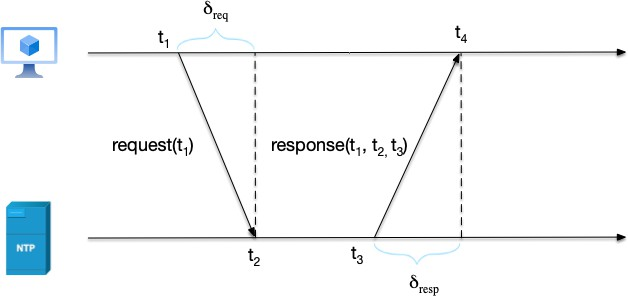 δreq
t1
t4
request(t1)
response(t1, t2, t3)
NTP
t2
t3
δresp